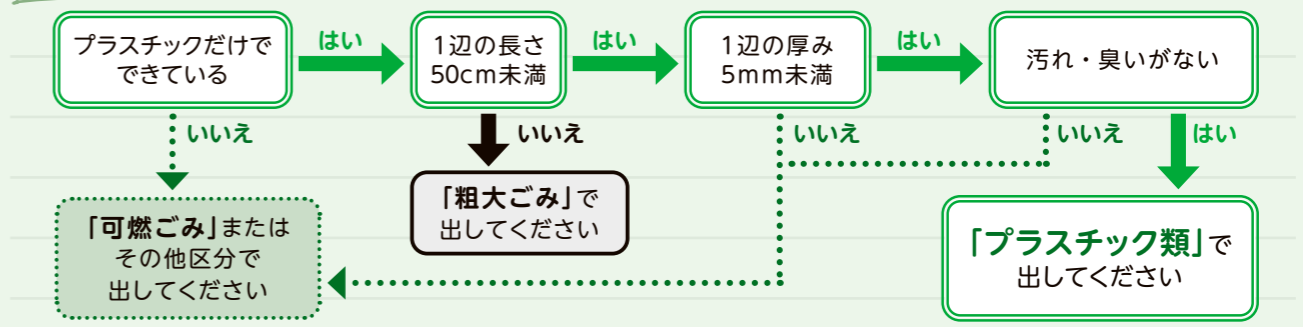 プラスチックだけで
できている
はい
1辺の長さ
50cm未満
はい
1辺の厚み
5mm未満
はい
汚れ・臭いがない
いいえ
いいえ
いいえ
いいえ
はい
「可燃ごみ」または
その他区分で
出してください
「粗大ごみ」で
出してください
「プラスチック類」で
出してください